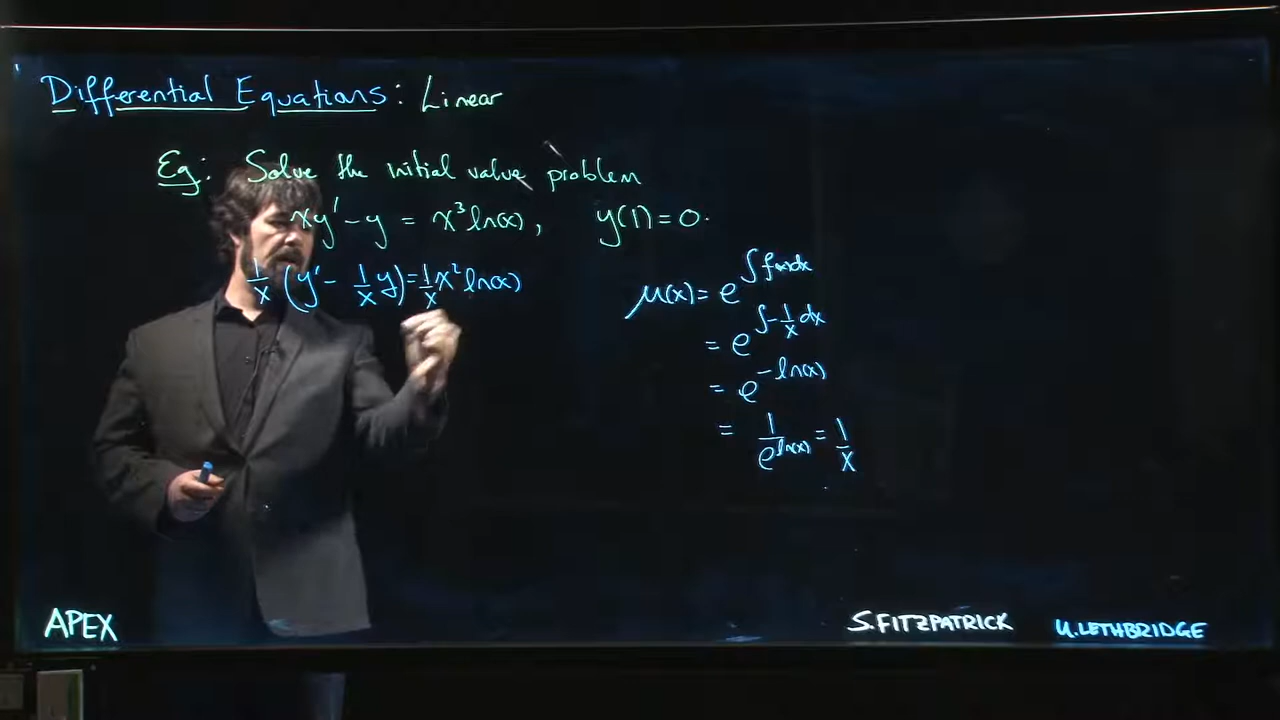 Differential Equations: Linear
Eg: Solve the initial value problem
xy' - y = x³ ln(x), y(1) = 0.
1/x (y' - 1/x y) = 1/x x² ln(x)
μ(x) = e^{∫f(x)dx}
= e^{∫-1/x dx}
= e^{-ln(x)}
= 1/e^{ln(x)} = 1/x
APEX
S.FITZPATRICK
U.LETHBRIDGE